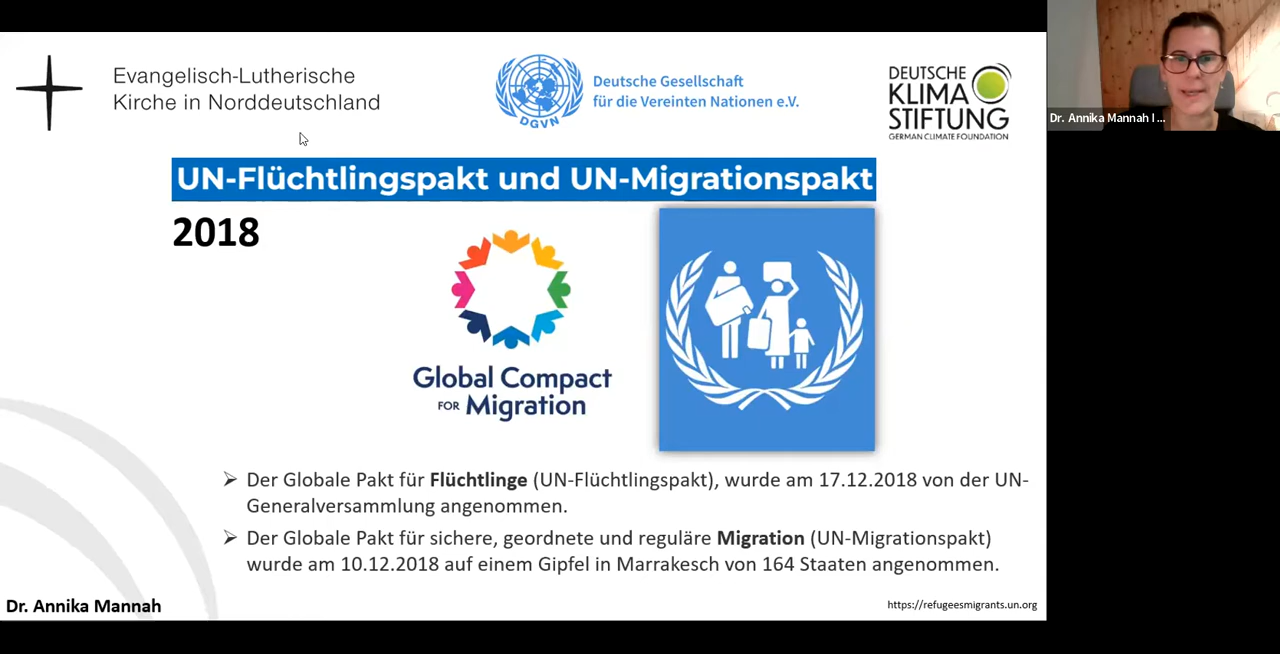 Evangelisch-Lutherische
Kirche in Norddeutschland
DGVN
Deutsche Gesellschaft
für die Vereinten Nationen e.V.
DEUTSCHE
KLIMA
STIFTUNG
GERMAN CLIMATE FOUNDATION
Dr. Annika Mannah I ...
UN-Flüchtlingspakt und UN-Migrationspakt
2018
Global Compact
FOR Migration
Der Globale Pakt für Flüchtlinge (UN-Flüchtlingspakt), wurde am 17.12.2018 von der UN-
Generalversammlung angenommen.
Der Globale Pakt für sichere, geordnete und reguläre Migration (UN-Migrationspakt)
wurde am 10.12.2018 auf einem Gipfel in Marrakesch von 164 Staaten angenommen.
Dr. Annika Mannah
https://refugeesmigrants.un.org